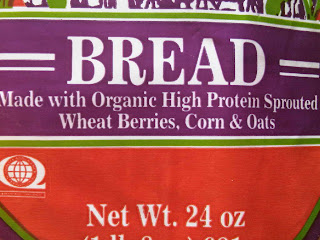 BREAD
Made with Organic High Protein Sprouted
Wheat Berries, Corn & Oats
Net Wt. 24 oz